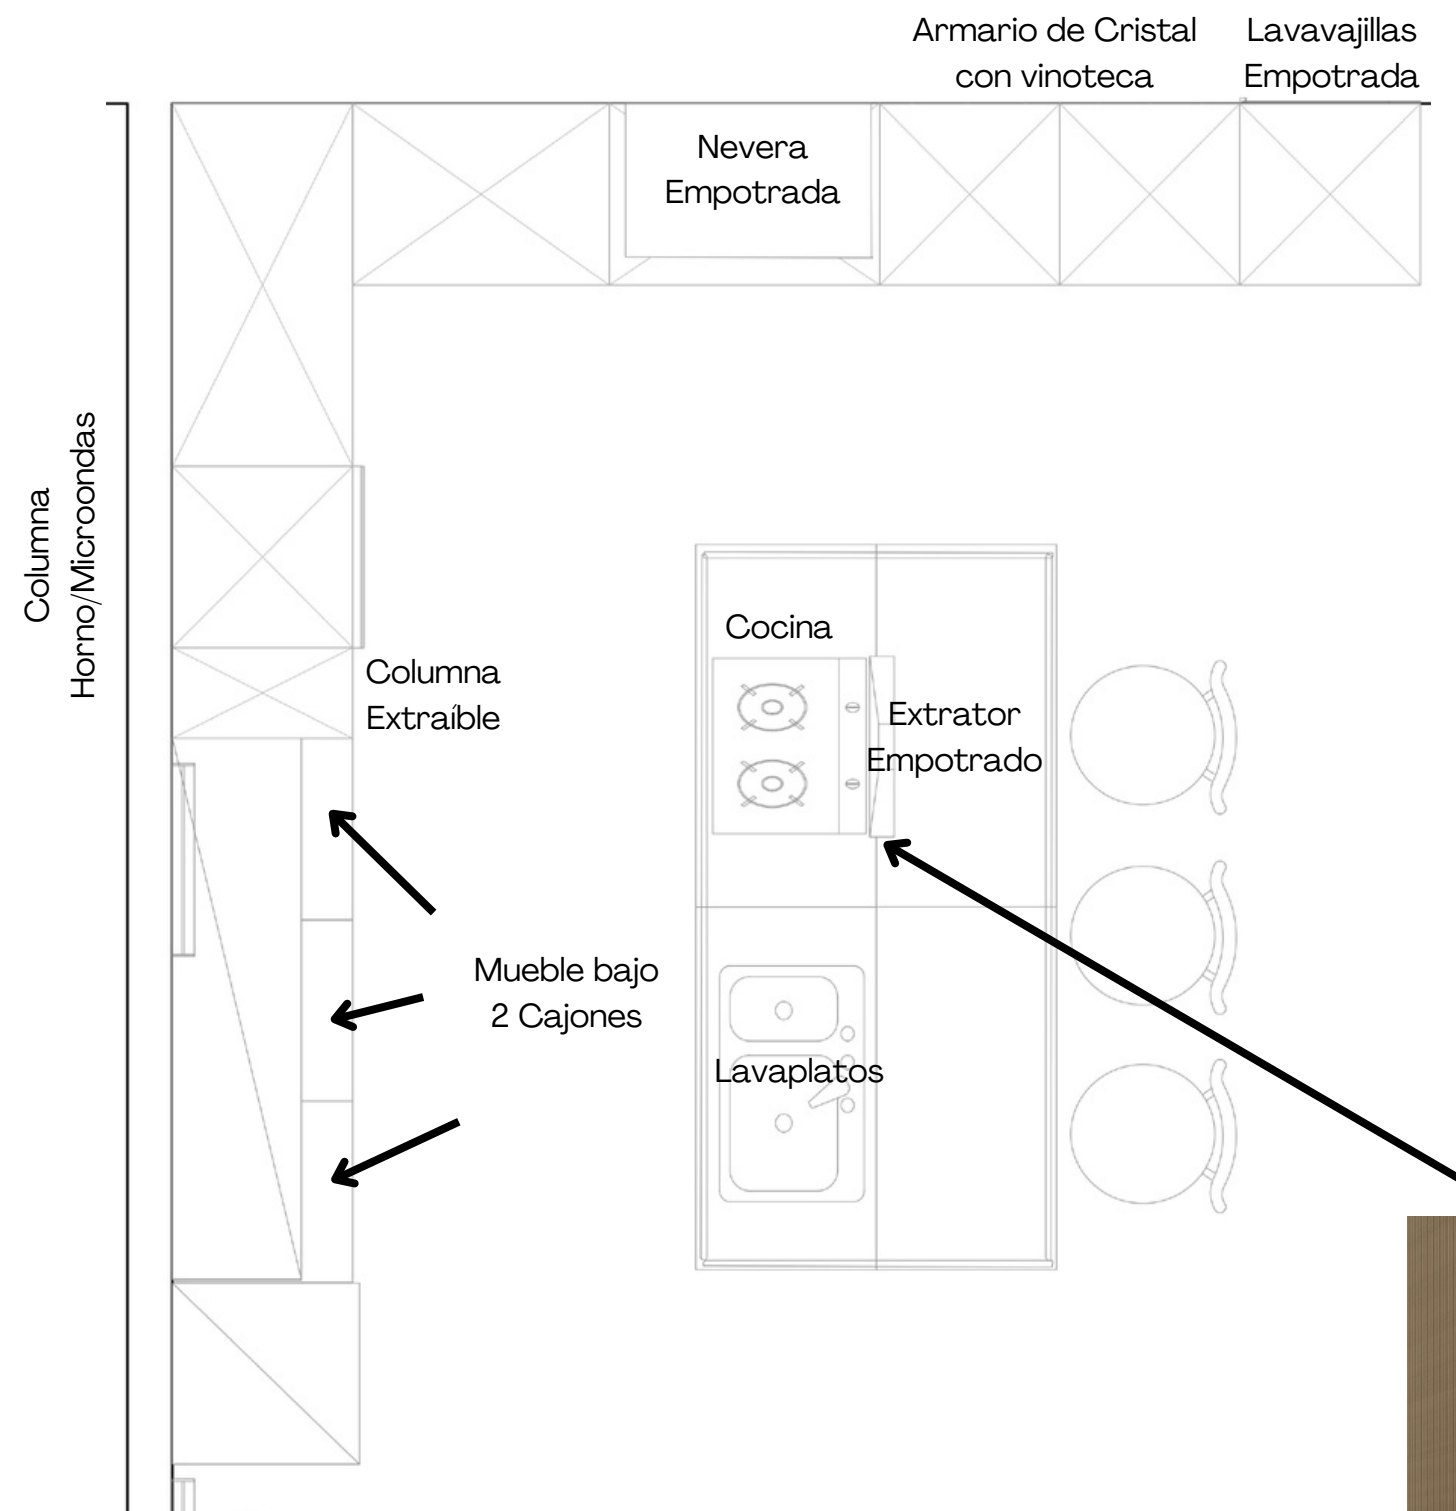 Armario de Cristal
con vinoteca
Lavavajillas
Empotrada
Nevera
Empotrada
Columna
Horno/Microondas
Columna
Extraíble
Cocina
Extrator
Empotrado
Mueble bajo
2 Cajones
Lavaplatos